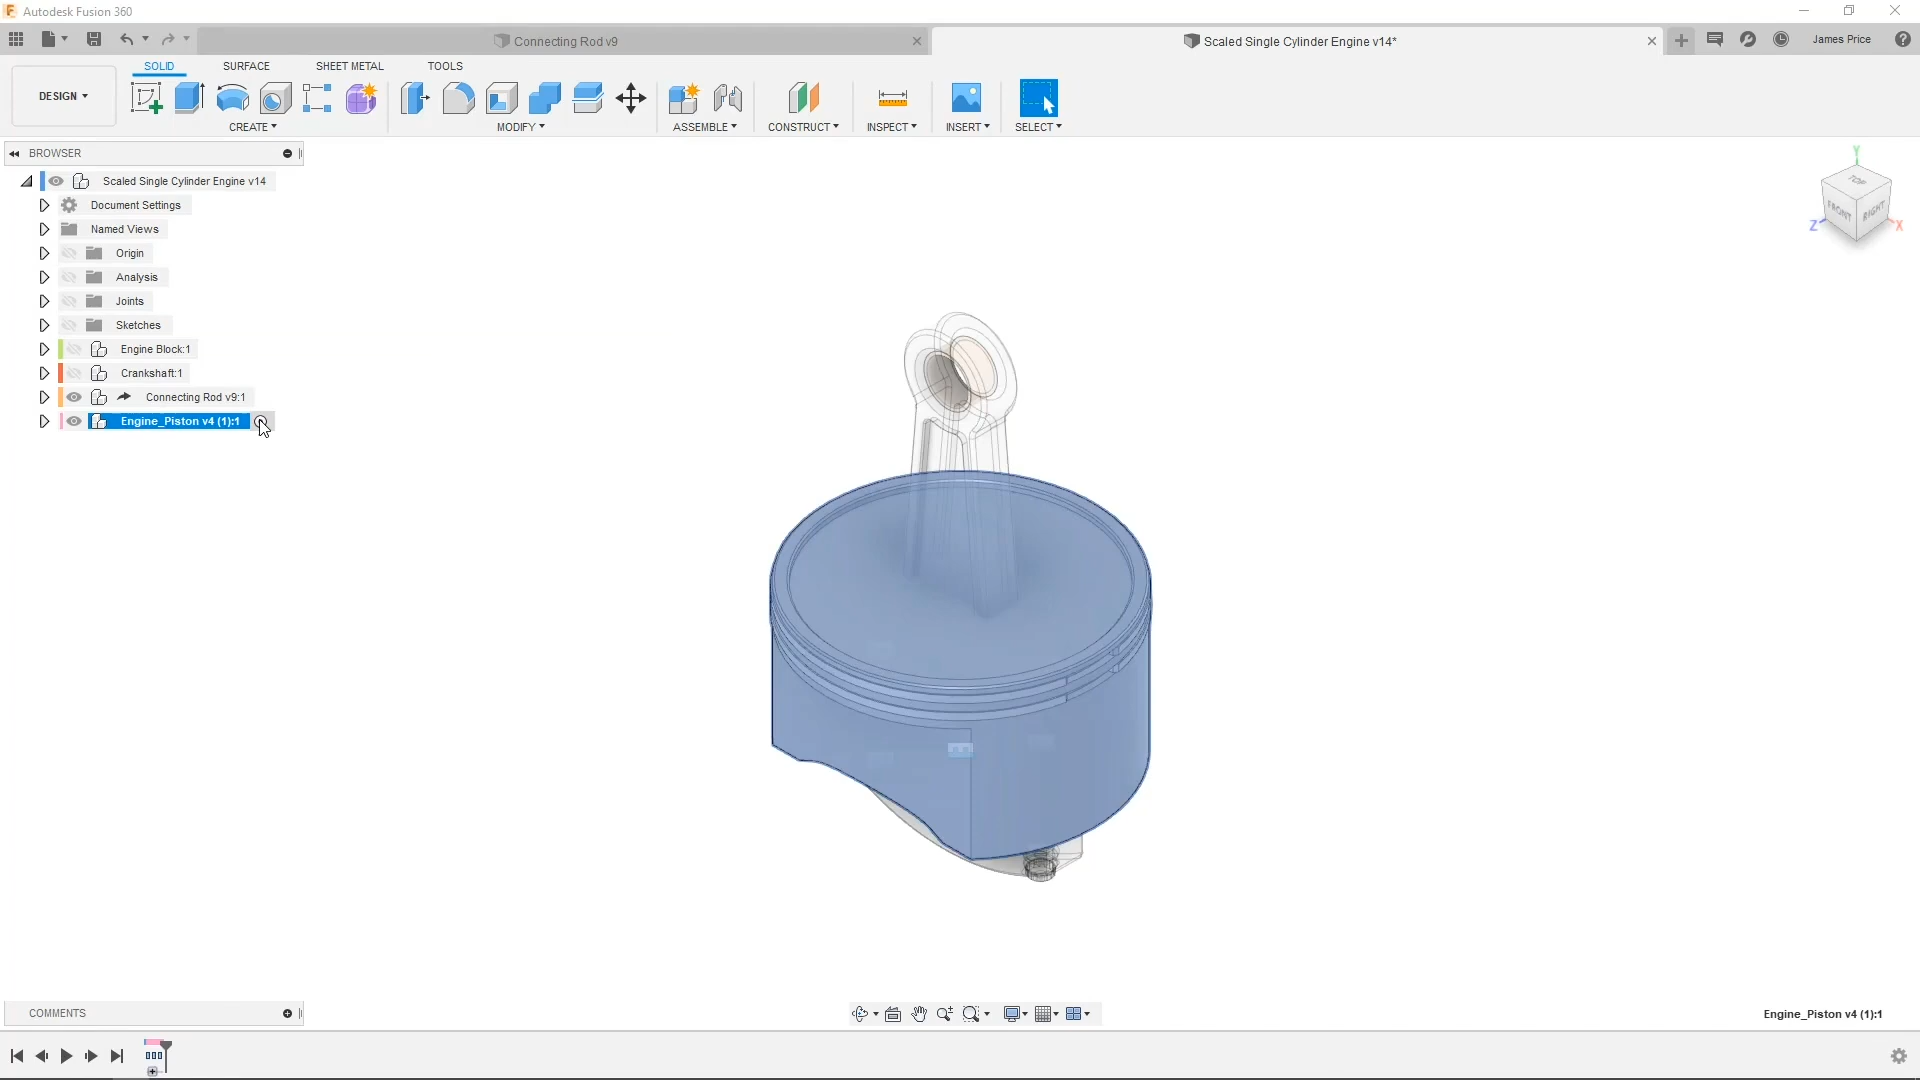 Autodesk Fusion 360
Connecting Rod v9
Scaled Single Cylinder Engine v14*
James Price
DESIGN
SOLID
SURFACE
SHEET METAL
TOOLS
CREATE
MODIFY
ASSEMBLE
CONSTRUCT
INSPECT
INSERT
SELECT
BROWSER
Scaled Single Cylinder Engine v14
Document Settings
Named Views
Origin
Analysis
Joints
Sketches
Engine Block:1
Crankshaft:1
Connecting Rod v9:1
Engine_Piston v4 (1):1
Y
TOP
FRONT
RIGHT
Z
X
COMMENTS
Engine_Piston v4 (1):1